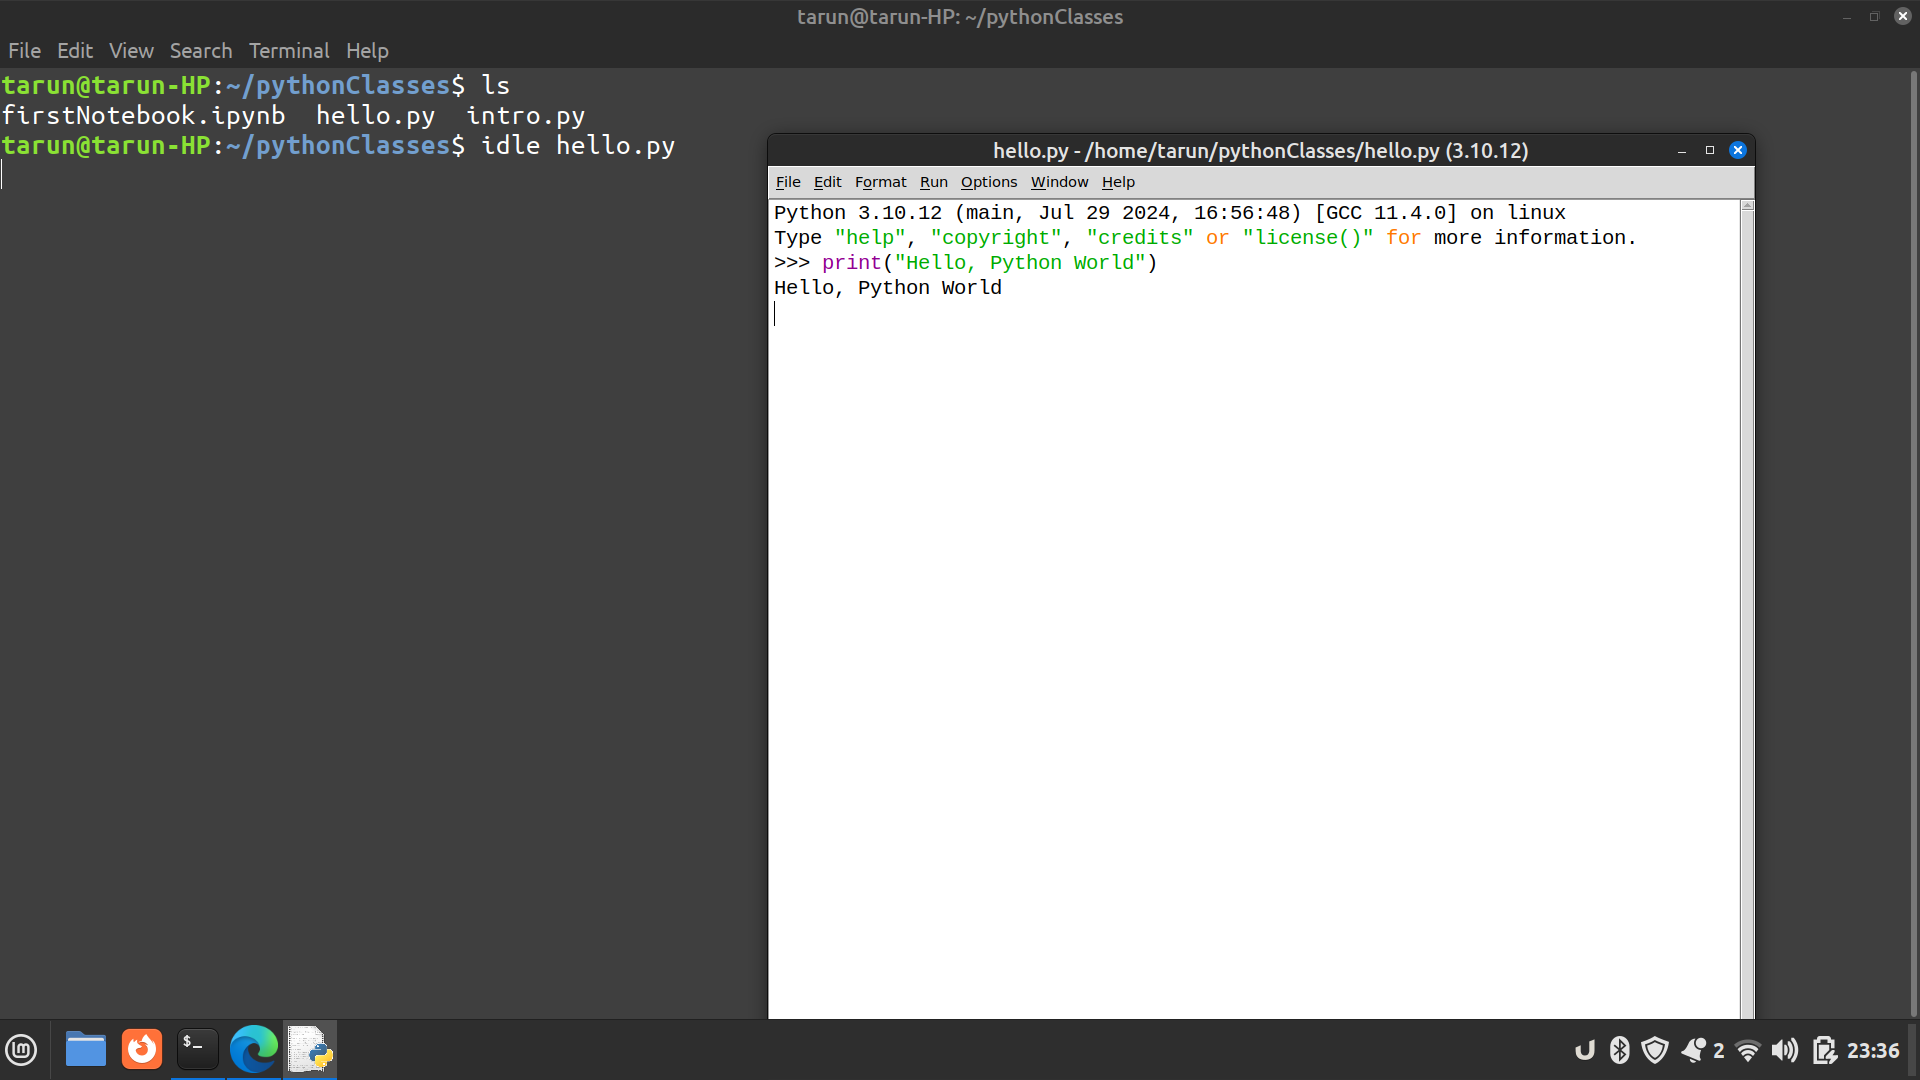 tarun@tarun-HP: ~/pythonClasses
File Edit View Search Terminal Help
tarun@tarun-HP:~/pythonClasses$ ls
firstNotebook.ipynb  hello.py  intro.py
tarun@tarun-HP:~/pythonClasses$ idle hello.py
hello.py - /home/tarun/pythonClasses/hello.py (3.10.12)
File Edit Format Run Options Window Help
Python 3.10.12 (main, Jul 29 2024, 16:56:48) [GCC 11.4.0] on linux
Type "help", "copyright", "credits" or "license()" for more information.
>>> print("Hello, Python World")
Hello, Python World
$_
2
23:36